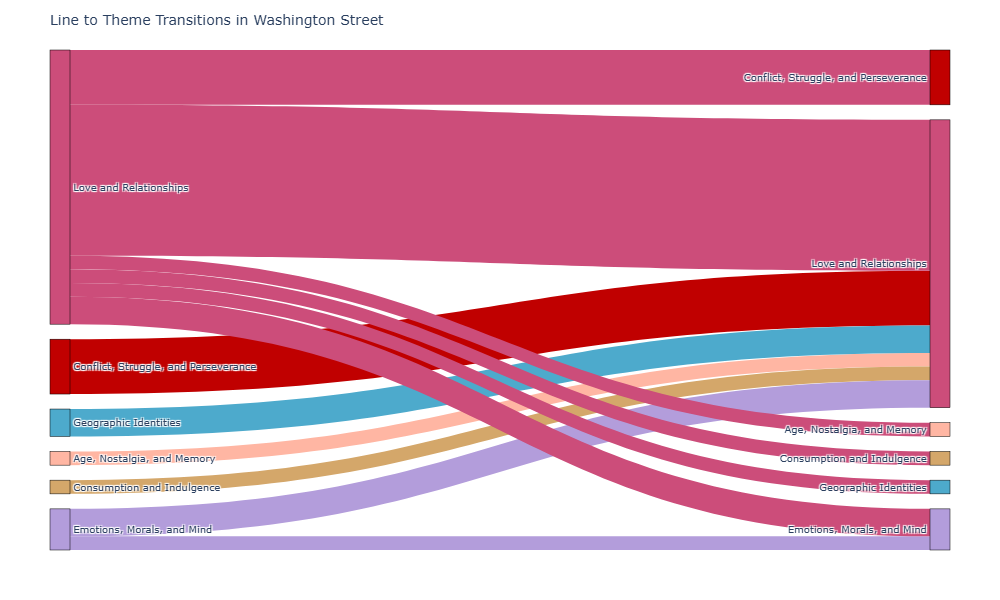 Line to Theme Transitions in Washington Street
Conflict, Struggle, and Perseverance
Love and Relationships
Love and Relationships
Conflict, Struggle, and Perseverance
Geographic Identities
Age, Nostalgia, and Memory
Age, Nostalgia, and Memory
Consumption and Indulgence
Consumption and Indulgence
Geographic Identities
Emotions, Morals, and Mind
Emotions, Morals, and Mind